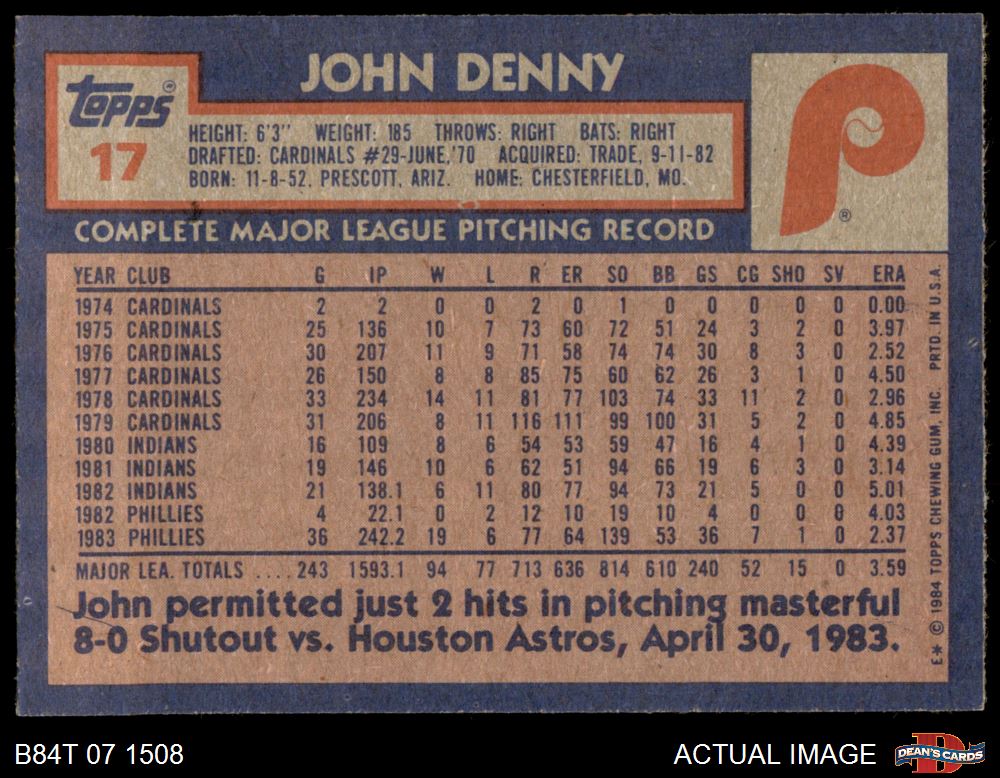 JOHN DENNY
Topps®
17
HEIGHT: 6'3" WEIGHT: 185 THROWS: RIGHT BATS: RIGHT
DRAFTED: CARDINALS #29-JUNE,'70 ACQUIRED: TRADE, 9-11-82
BORN: 11-8-52, PRESCOTT, ARIZ. HOME: CHESTERFIELD, MO.
P
®
COMPLETE MAJOR LEAGUE PITCHING RECORD
YEAR CLUB G IP W L R ER SO BB GS CG SHO SV ERA
1974 CARDINALS 2 2 0 0 2 0 1 0 0 0 0 0 0.00
1975 CARDINALS 25 136 10 7 73 60 72 51 24 3 2 0 3.97
1976 CARDINALS 30 207 11 9 71 58 74 74 30 8 3 0 2.52
1977 CARDINALS 26 150 8 8 85 75 60 62 26 3 1 0 4.50
1978 CARDINALS 33 234 14 11 81 77 103 74 33 11 2 0 2.96
1979 CARDINALS 31 206 8 11 116 111 99 100 31 5 2 0 4.85
1980 INDIANS 16 109 8 6 54 53 59 47 16 4 1 0 4.39
1981 INDIANS 19 146 10 6 62 51 94 66 19 6 3 0 3.14
1982 INDIANS 21 138.1 6 11 80 77 94 73 21 5 0 0 5.01
1982 PHILLIES 4 22.1 0 2 12 10 19 10 4 0 0 0 4.03
1983 PHILLIES 36 242.2 19 6 77 64 139 53 36 7 1 0 2.37
MAJOR LEA. TOTALS .... 243 1593.1 94 77 713 636 814 610 240 52 15 0 3.59
John permitted just 2 hits in pitching masterful
8-0 Shutout vs. Houston Astros, April 30, 1983.
E* © 1984 TOPPS CHEWING GUM, INC. PRTD. IN U.S.A.
B84T 07 1508
ACTUAL IMAGE
D
DEAN'S CARDS